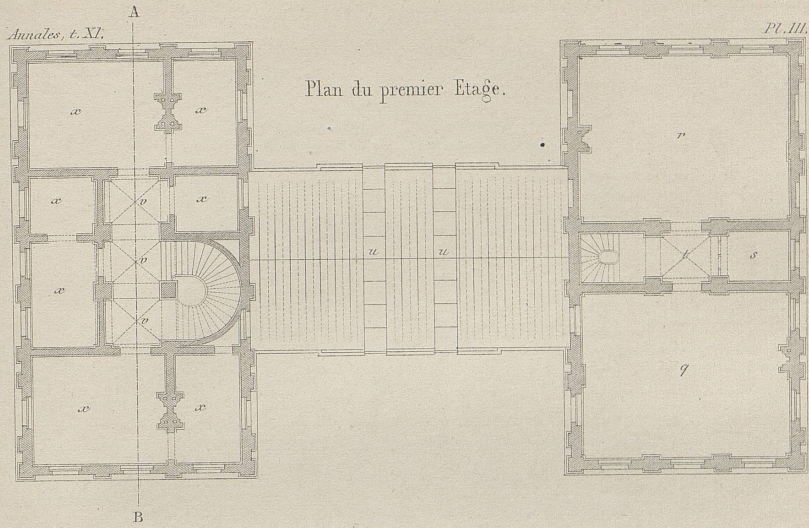 A
Annales, t. XI.
Pl. III.
Plan du premier Etage.
x x r
x v x
v u u t s
x v
x x q
B